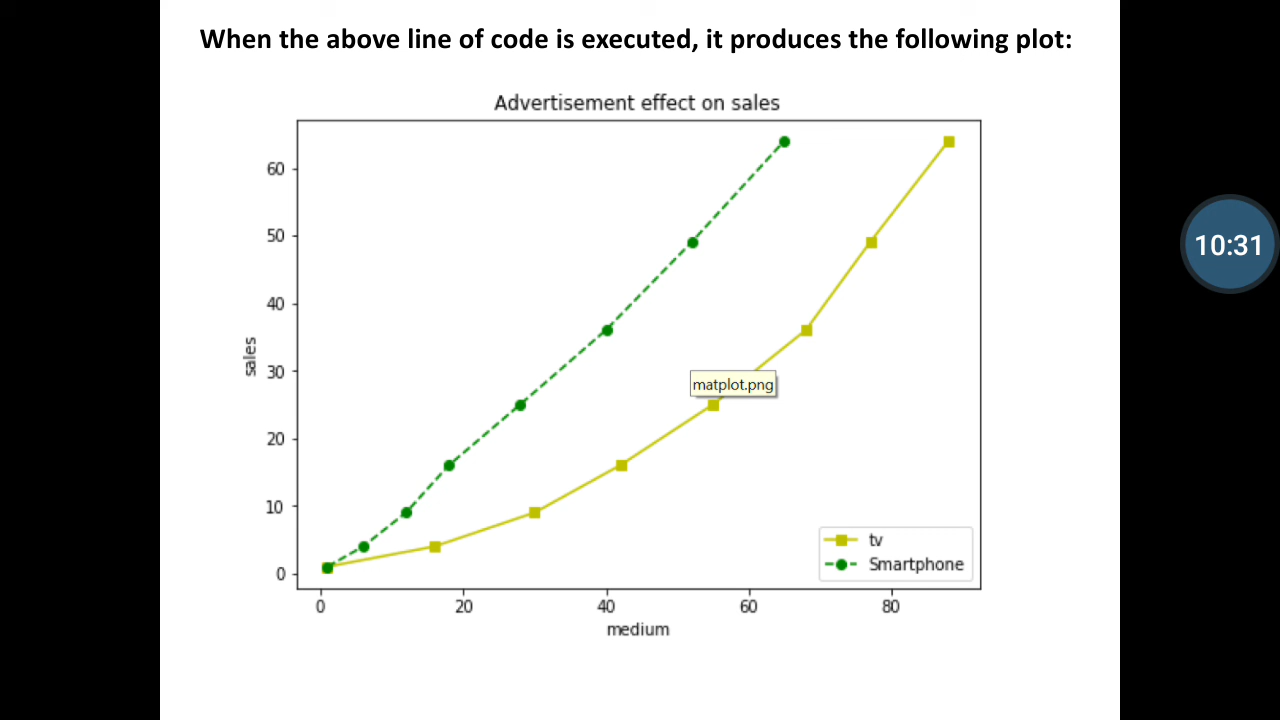 When the above line of code is executed, it produces the following plot:
Advertisement effect on sales
60
50
40
30
20
10
0
sales
matplot.png
tv
Smartphone
0 20 40 60 80
medium
10:31